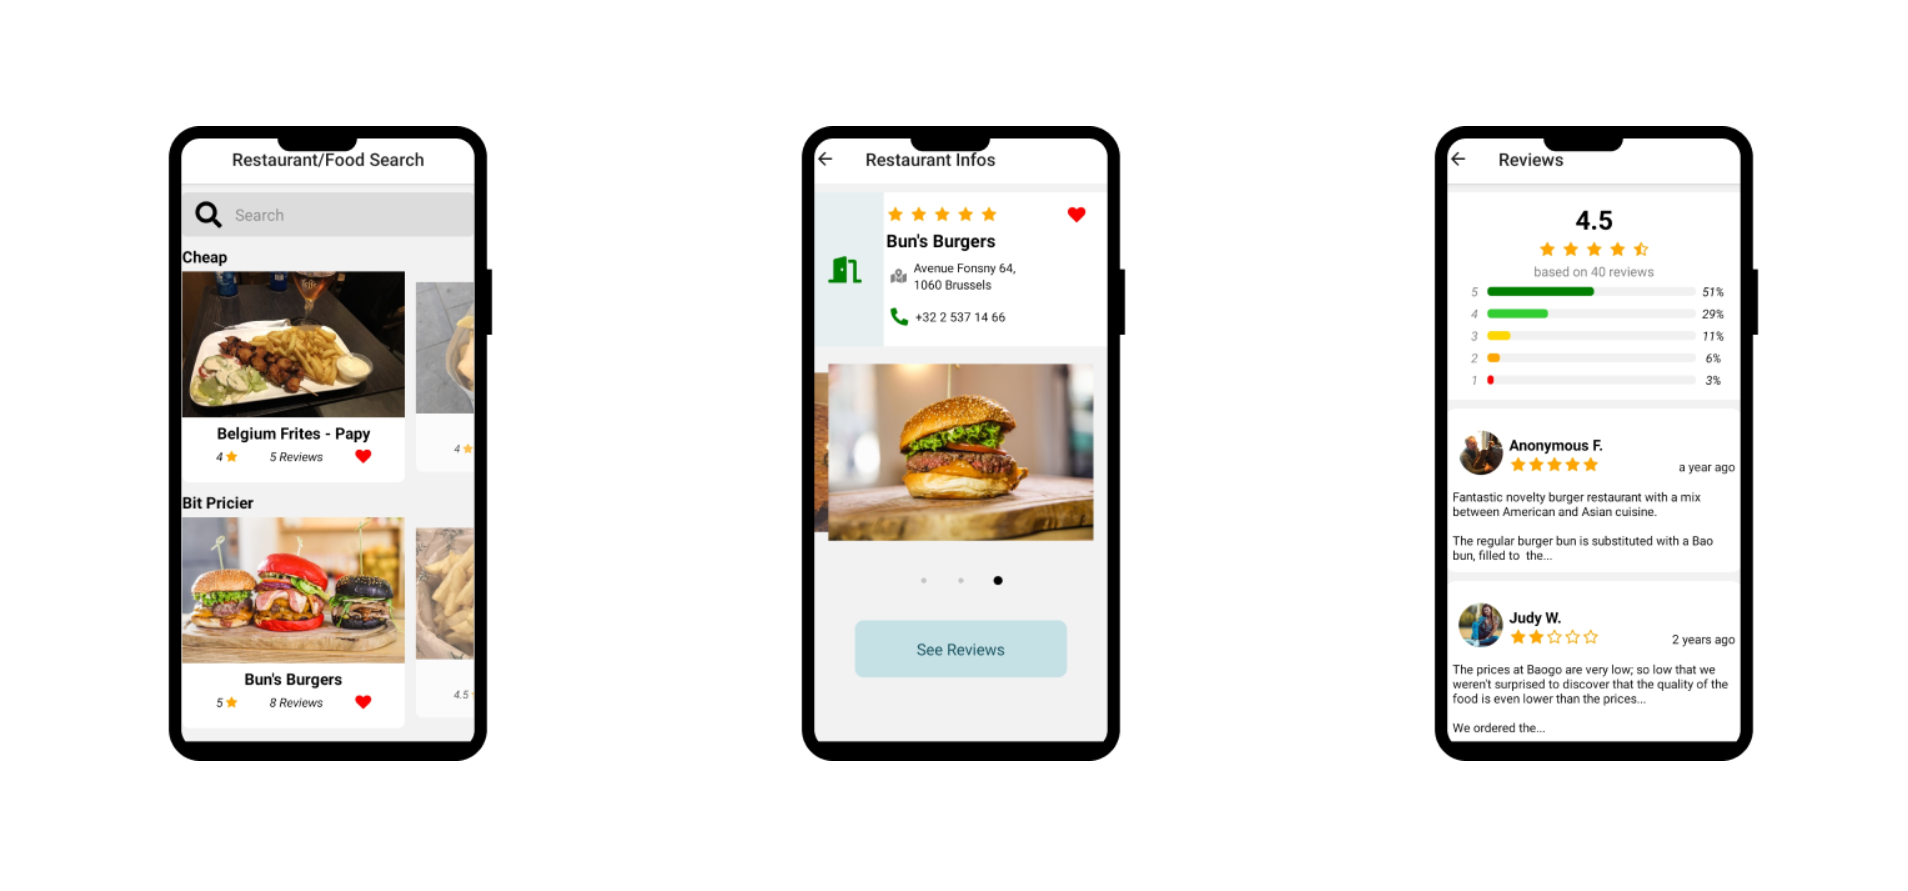 Restaurant/Food Search
Search
Cheap
Belgium Frites - Papy
4 5 Reviews
4
Bit Pricier
Bun's Burgers
5 8 Reviews
4.5
Restaurant Infos
Bun's Burgers
Avenue Fonsny 64,
1060 Brussels
+32 2 537 14 66
See Reviews
Reviews
4.5
based on 40 reviews
5 51%
4 29%
3 11%
2 6%
1 3%
Anonymous F.
a year ago
Fantastic novelty burger restaurant with a mix
between American and Asian cuisine.
The regular burger bun is substituted with a Bao
bun, filled to the...
Judy W.
2 years ago
The prices at Baogo are very low; so low that we
weren't surprised to discover that the quality of the
food is even lower than the prices...
We ordered the...